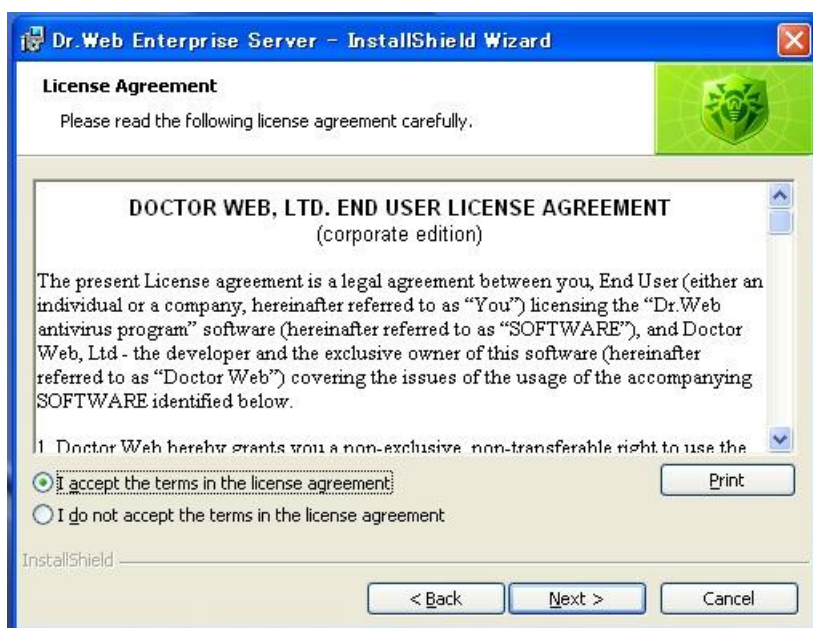 Dr.Web Enterprise Server - InstallShield Wizard
License Agreement
Please read the following license agreement carefully.
DOCTOR WEB, LTD. END USER LICENSE AGREEMENT
(corporate edition)
The present License agreement is a legal agreement between you, End User (either an
individual or a company, hereinafter referred to as “You”) licensing the “Dr.Web
antivirus program” software (hereinafter referred to as “SOFTWARE”), and Doctor
Web, Ltd - the developer and the exclusive owner of this software (hereinafter
referred to as “Doctor Web”) covering the issues of the usage of the accompanying
SOFTWARE identified below.
1. Doctor Web hereby grants you a non-exclusive, non-transferable right to use the
I accept the terms in the license agreement
Print
I do not accept the terms in the license agreement
InstallShield
< Back
Next >
Cancel